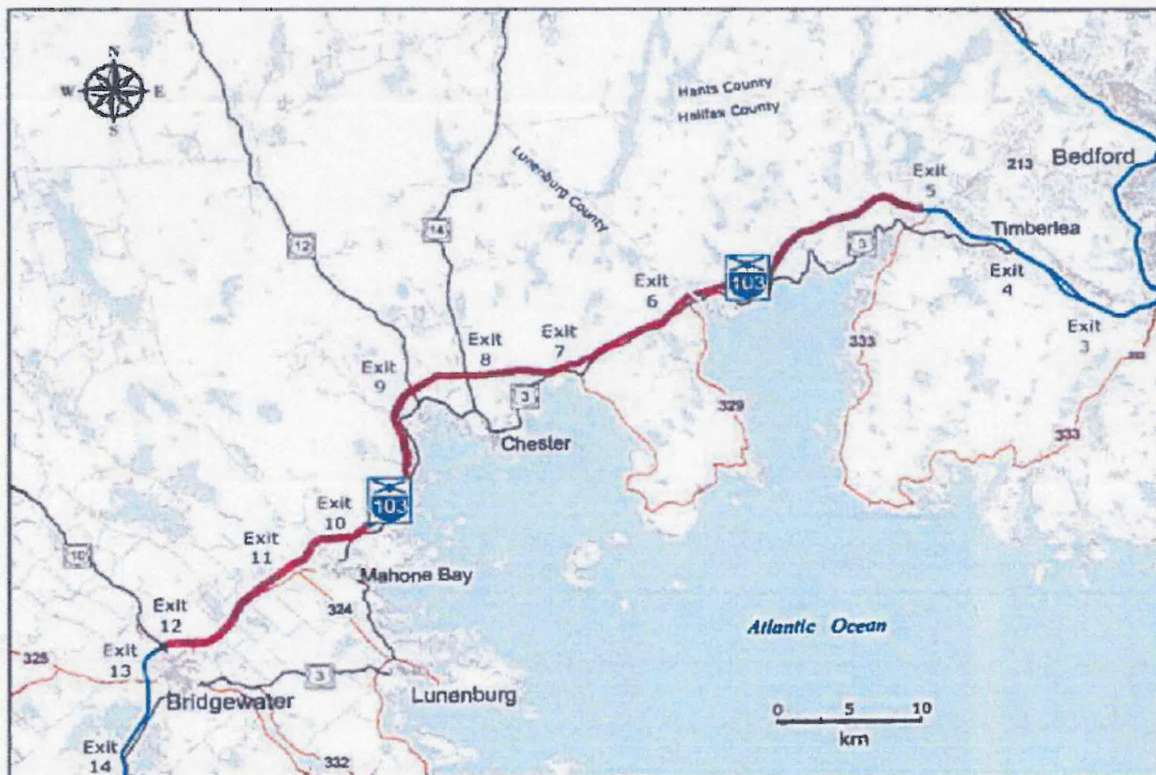 N
W E
S
Hants County
Halifax County
Lunenburg County
213
Bedford
Exit
5
Timberlea
12
14
3
103
Exit
4
Exit
6
Exit
3
333
Exit
7
Exit
8
Exit
9
3
329
333
Chester
103
Exit
10
Exit
11
10
Mahone Bay
324
Exit
12
Atlantic Ocean
Exit
13
325
3
Bridgewater
Lunenburg
0 5 10
km
Exit
14
332